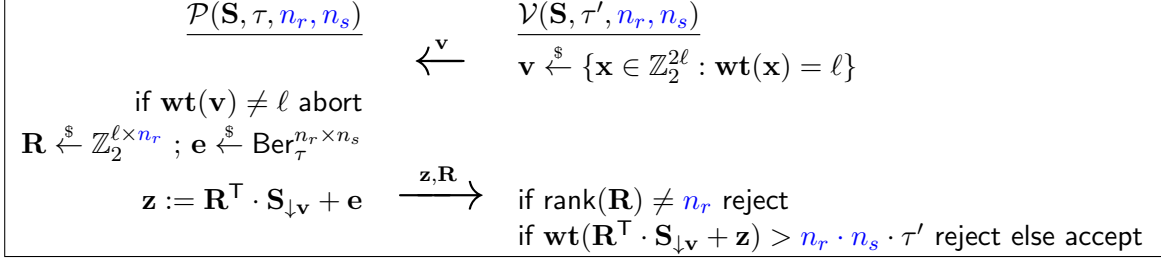 𝒫(𝐒, τ, n_r, n_s) 𝒱(𝐒, τ′, n_r, n_s)
←^𝐯 𝐯 ←^$ {𝐱 ∈ ℤ_2^{2ℓ} : 𝐰𝐭(𝐱) = ℓ}
if 𝐰𝐭(𝐯) ≠ ℓ abort
𝐑 ←^$ ℤ_2^{ℓ×n_r} ; 𝐞 ←^$ Ber_τ^{n_r×n_s}
𝐳 := 𝐑^T · 𝐒_{↓𝐯} + 𝐞 →^{𝐳,𝐑} if rank(𝐑) ≠ n_r reject
if 𝐰𝐭(𝐑^T · 𝐒_{↓𝐯} + 𝐳) > n_r · n_s · τ′ reject else accept